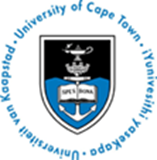 University of Cape Town · iYunivesithi yaseKapa · Universiteit van Kaapstad ·
SPES BONA